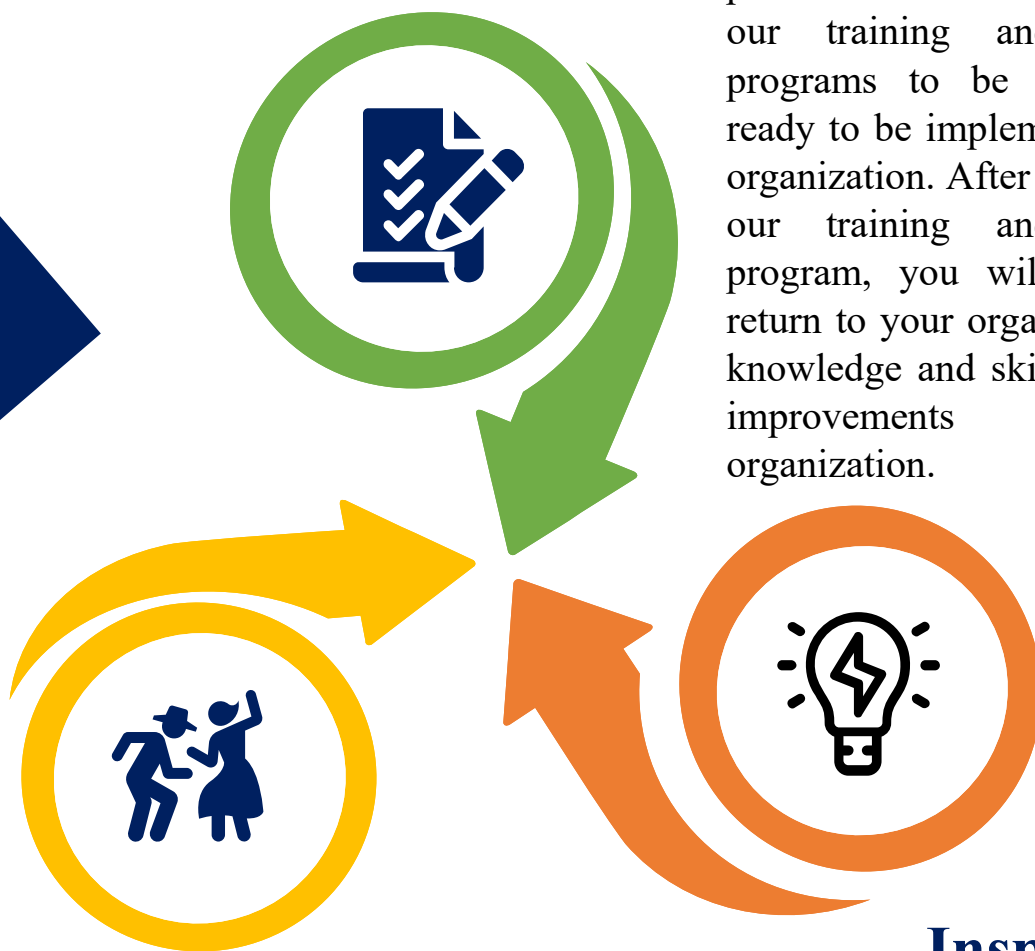 our training an
programs to be
ready to be implem
organization. After
our training an
program, you wil
return to your orga
knowledge and ski
improvements
organization.
Insp